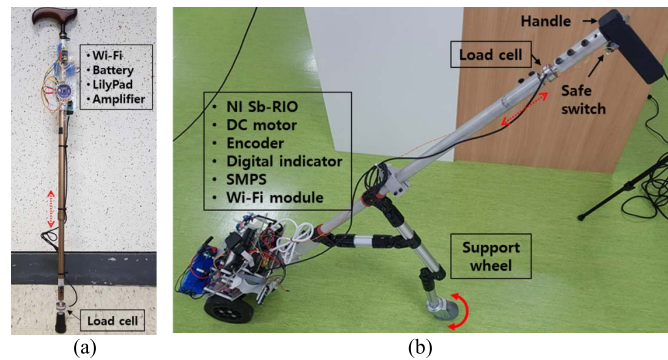 • Wi-Fi
• Battery
• LilyPad
• Amplifier
Load cell
(a)
Handle
Load cell
Safe
switch
• NI Sb-RIO
• DC motor
• Encoder
• Digital indicator
• SMPS
• Wi-Fi module
Support
wheel
(b)